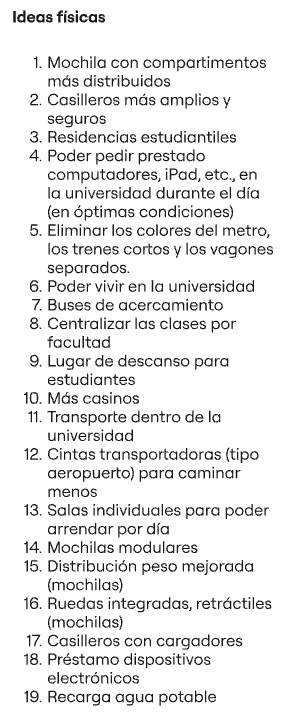 Ideas físicas
1. Mochila con compartimentos
más distribuidos
2. Casilleros más amplios y
seguros
3. Residencias estudiantiles
4. Poder pedir prestado
computadores, iPad, etc., en
la universidad durante el día
(en óptimas condiciones)
5. Eliminar los colores del metro,
los trenes cortos y los vagones
separados.
6. Poder vivir en la universidad
7. Buses de acercamiento
8. Centralizar las clases por
facultad
9. Lugar de descanso para
estudiantes
10. Más casinos
11. Transporte dentro de la
universidad
12. Cintas transportadoras (tipo
aeropuerto) para caminar
menos
13. Salas individuales para poder
arrendar por día
14. Mochilas modulares
15. Distribución peso mejorada
(mochilas)
16. Ruedas integradas, retráctiles
(mochilas)
17. Casilleros con cargadores
18. Préstamo dispositivos
electrónicos
19. Recarga agua potable